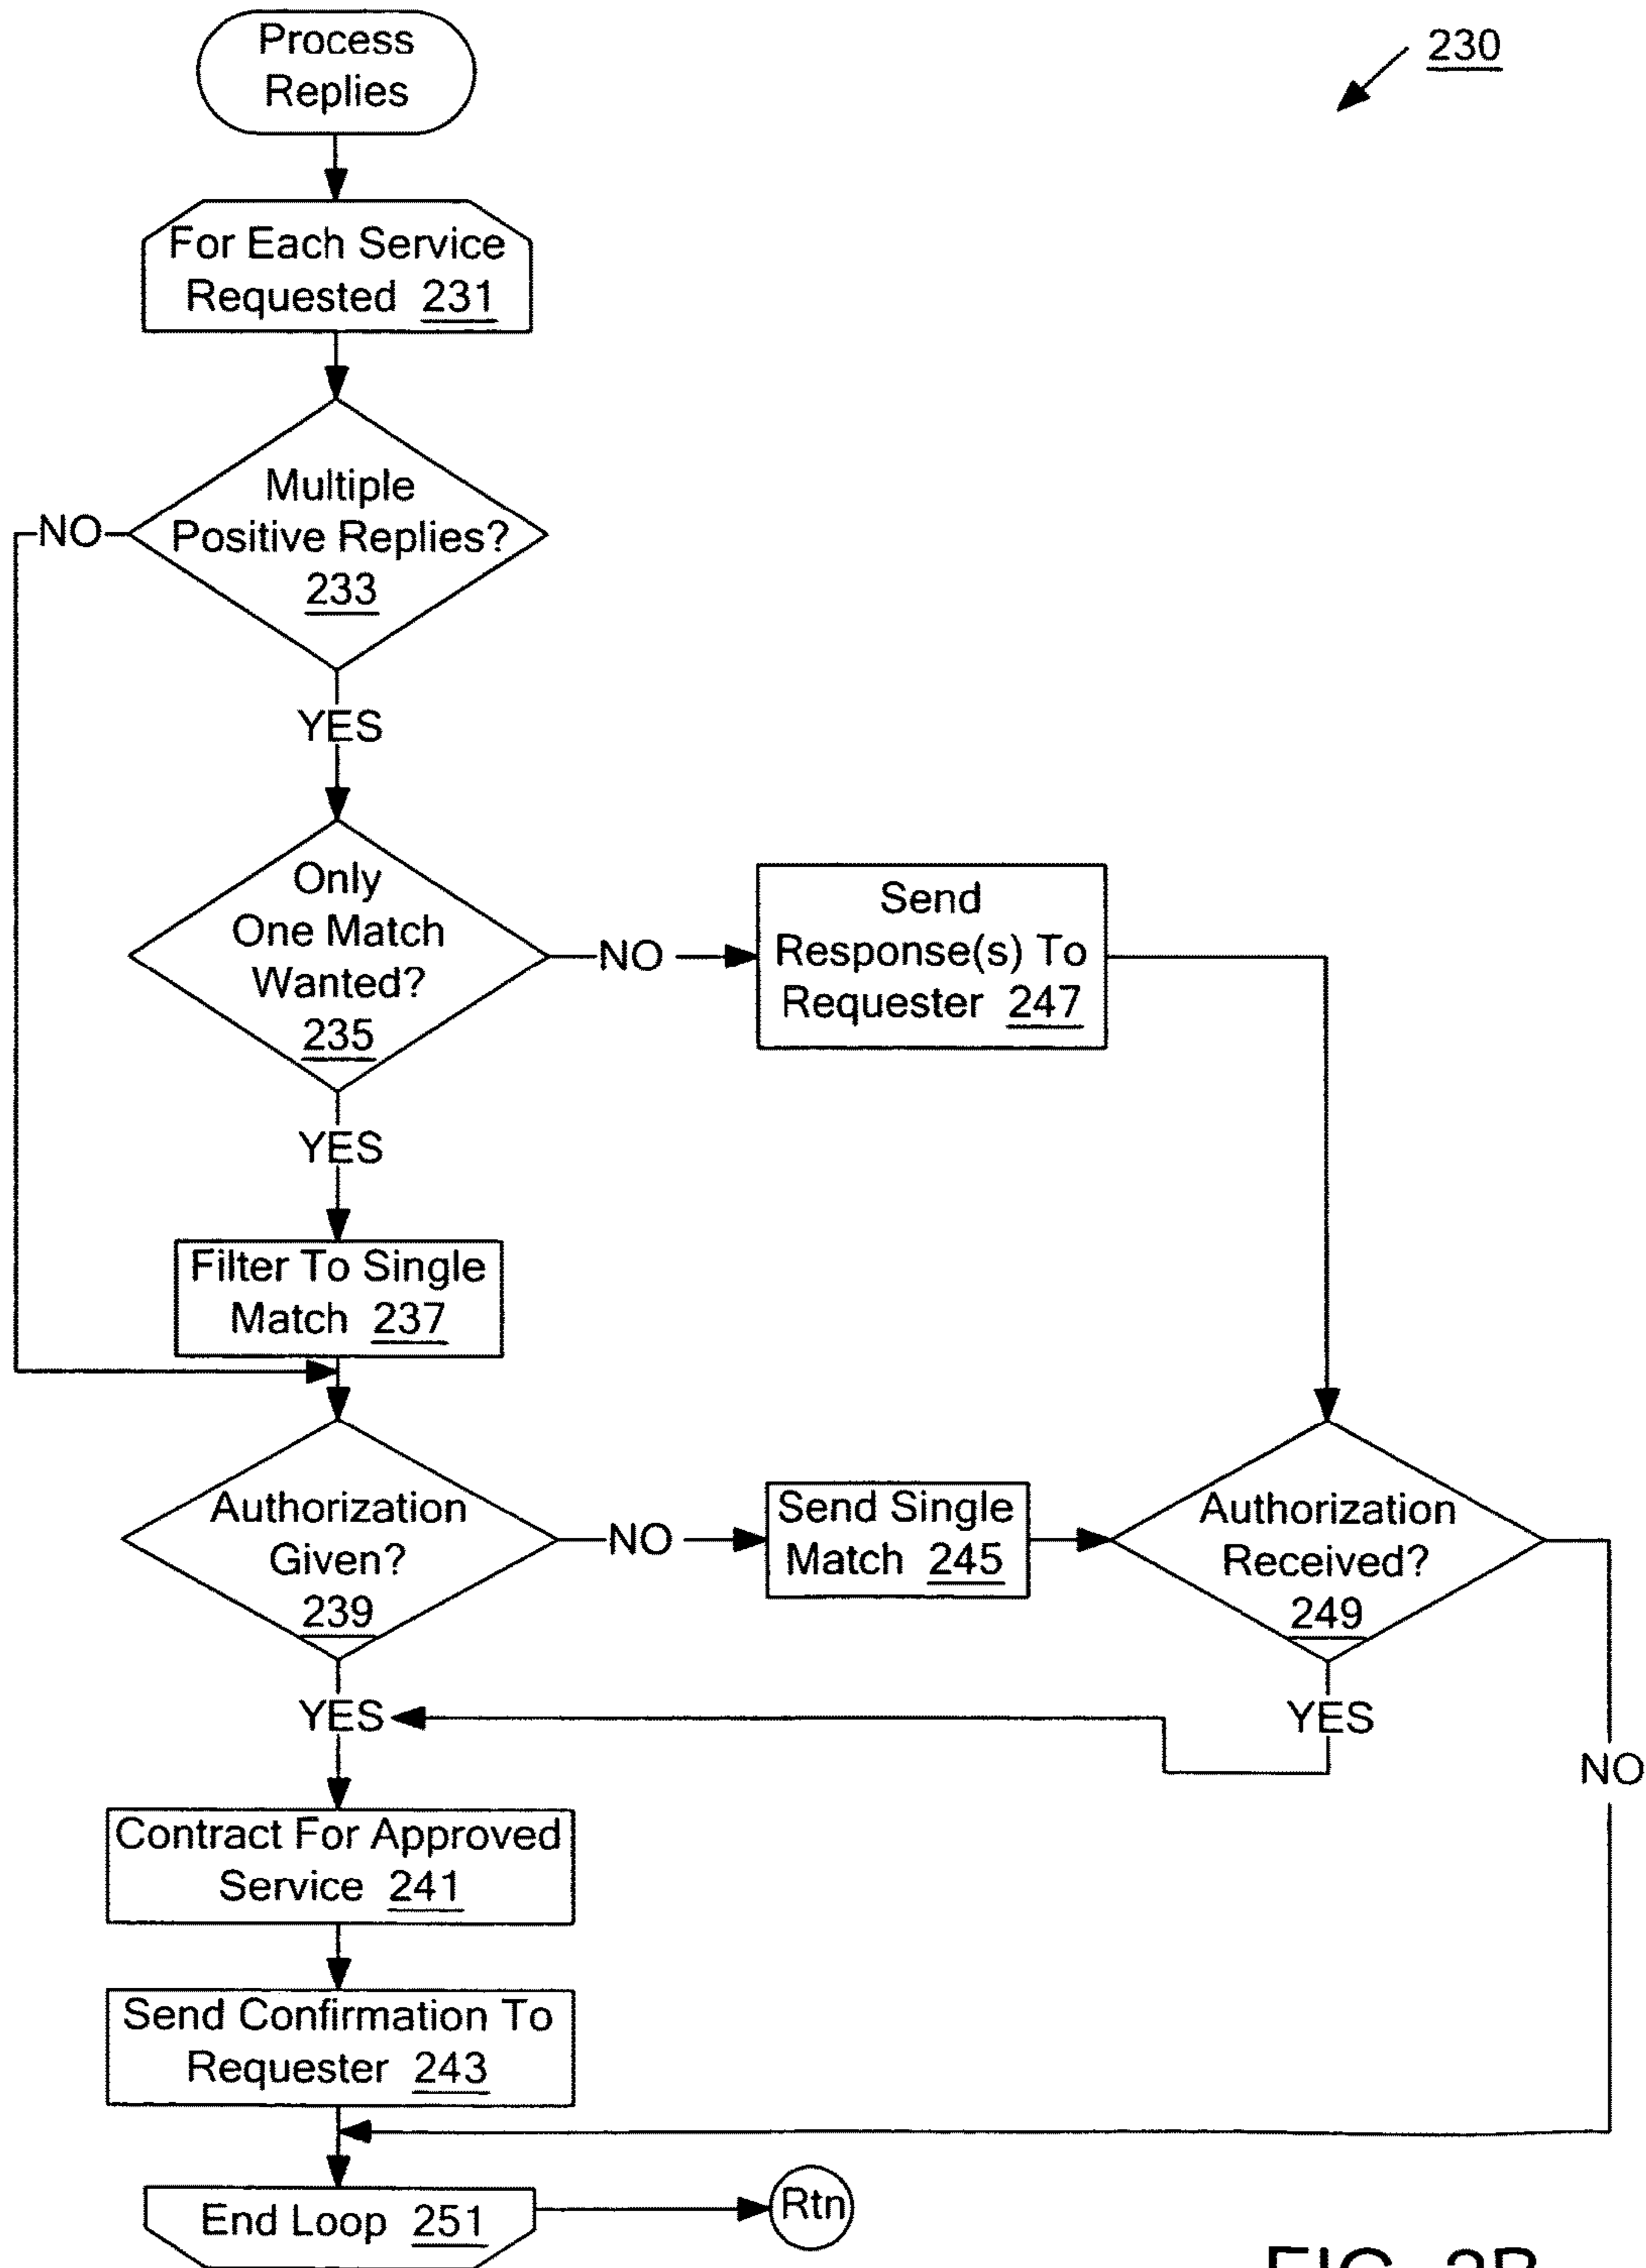 Process
Replies
230
For Each Service
Requested 231
Multiple
Positive Replies?
233
NO
YES
Only
One Match
Wanted?
235
NO
Send
Response(s) To
Requester 247
YES
Filter To Single
Match 237
Authorization
Given?
239
NO
Send Single
Match 245
Authorization
Received?
249
YES
YES
NO
Contract For Approved
Service 241
Send Confirmation To
Requester 243
End Loop 251
Rtn
FIG. 2B